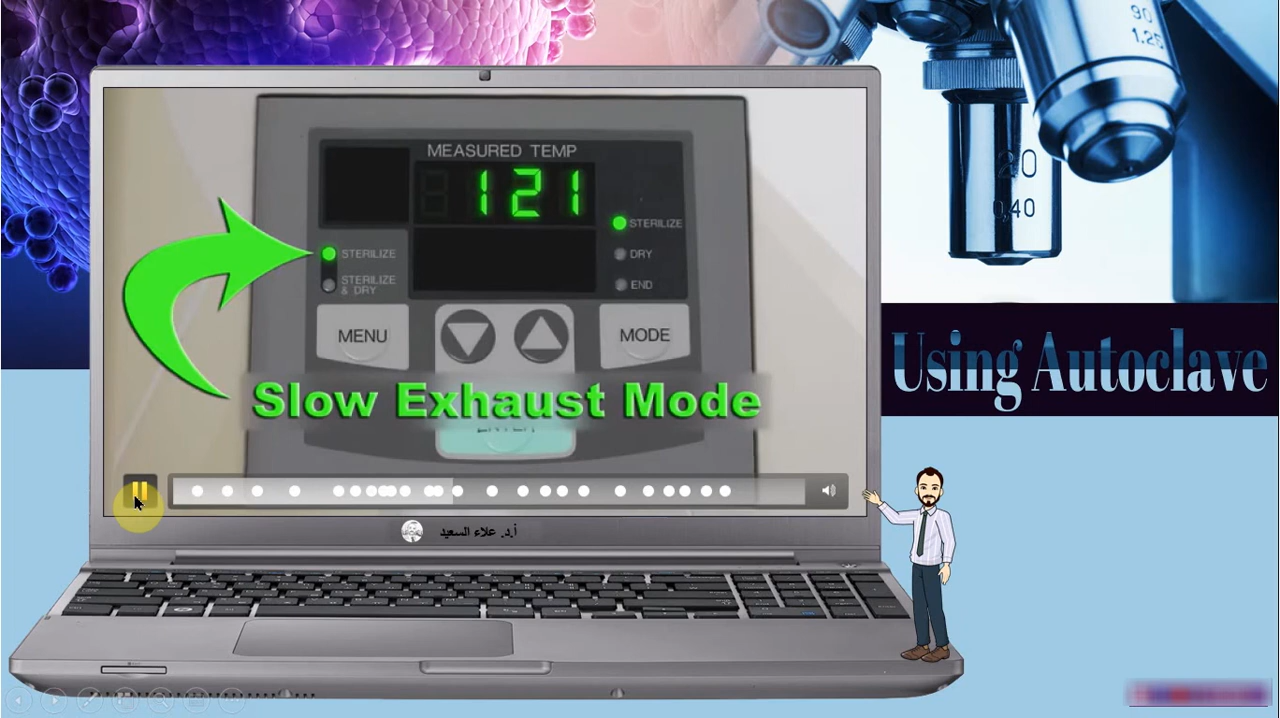 90
1.25
20
0.40
MEASURED TEMP
121
STERILIZE
STERILIZE
DRY
STERILIZE
& DRY
END
MENU
MODE
Slow Exhaust Mode
Using Autoclave
أ.د. علاء السعيد